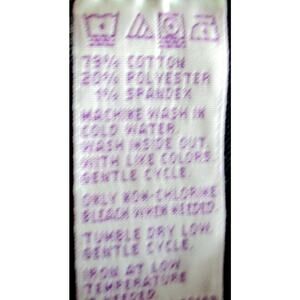 79% COTTON
20% POLYESTER
1% SPANDEX
MACHINE WASH IN
COLD WATER.
WASH INSIDE OUT
WITH LIKE COLORS.
GENTLE CYCLE.
ONLY NON-CHLORINE
BLEACH WHEN NEEDED.
TUMBLE DRY LOW.
GENTLE CYCLE.
IRON AT LOW
TEMPERATURE
NEEDED